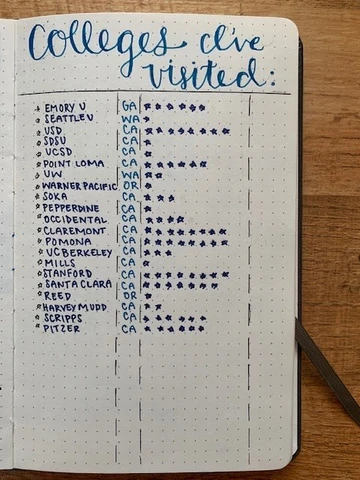 Colleges I've
visited:
EMORY U GA
SEATTLE U WA
USD CA
SDSU CA
UCSD CA
POINT LOMA CA
UW WA
WARNER PACIFIC OR
SOKA CA
PEPPERDINE CA
OCCIDENTAL CA
CLAREMONT CA
POMONA CA
UC BERKELEY CA
MILLS CA
STANFORD CA
SANTA CLARA CA
REED OR
HARVEY MUDD CA
SCRIPPS CA
PITZER CA